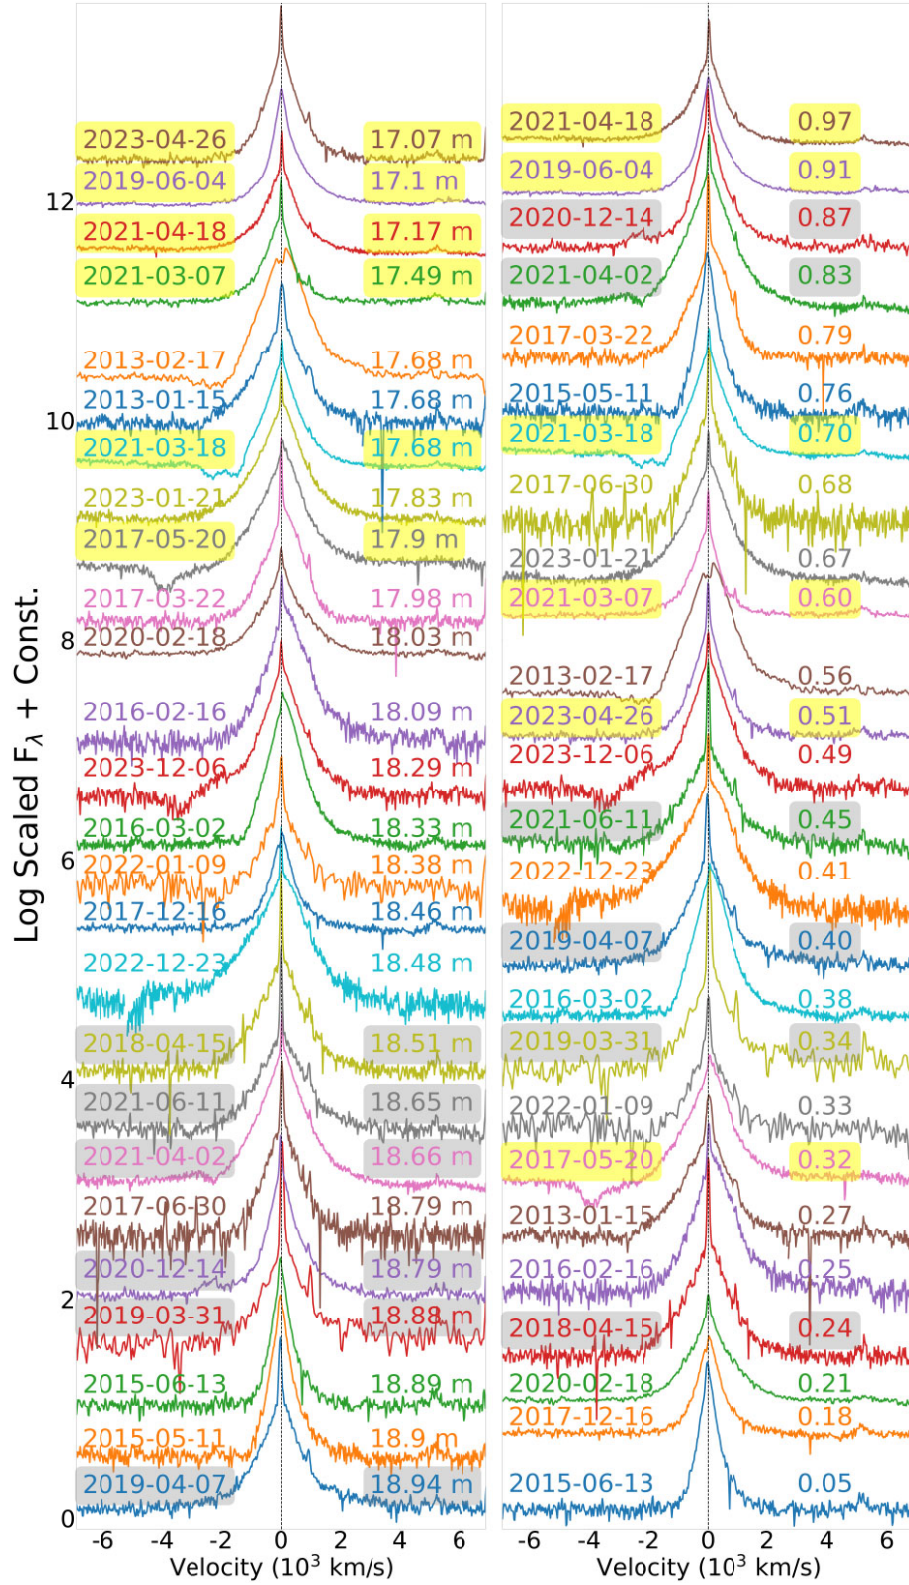 2023-04-26 17.07 m
2019-06-04 17.1 m
12
2021-04-18 17.17 m
2021-03-07 17.49 m
2013-02-17 17.68 m
2013-01-15 17.68 m
10
2021-03-18 17.68 m
2023-01-21 17.83 m
2017-05-20 17.9 m
2017-03-22 17.98 m
8
2020-02-18 18.03 m
2016-02-16 18.09 m
2023-12-06 18.29 m
2016-03-02 18.33 m
6
2022-01-09 18.38 m
2017-12-16 18.46 m
2022-12-23 18.48 m
2018-04-15 18.51 m
4
2021-06-11 18.65 m
2021-04-02 18.66 m
2017-06-30 18.79 m
2020-12-14 18.79 m
2
2019-03-31 18.88 m
2015-06-13 18.89 m
2015-05-11 18.9 m
2019-04-07 18.94 m
0
-6 -4 -2 0 2 4 6
Velocity (10³ km/s)
Log Scaled F_λ + Const.
2021-04-18 0.97
2019-06-04 0.91
2020-12-14 0.87
2021-04-02 0.83
2017-03-22 0.79
2015-05-11 0.76
2021-03-18 0.70
2017-06-30 0.68
2023-01-21 0.67
2021-03-07 0.60
2013-02-17 0.56
2023-04-26 0.51
2023-12-06 0.49
2021-06-11 0.45
2022-12-23 0.41
2019-04-07 0.40
2016-03-02 0.38
2019-03-31 0.34
2022-01-09 0.33
2017-05-20 0.32
2013-01-15 0.27
2016-02-16 0.25
2018-04-15 0.24
2020-02-18 0.21
2017-12-16 0.18
2015-06-13 0.05
-6 -4 -2 0 2 4 6
Velocity (10³ km/s)